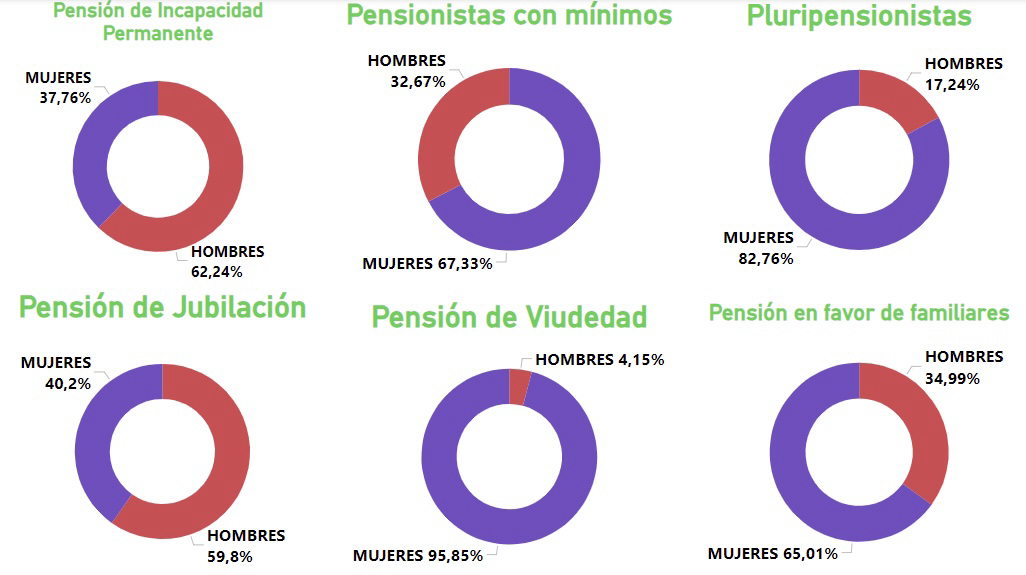 Pensión de Incapacidad
Permanente
MUJERES
37,76%
HOMBRES
62,24%
Pensionistas con mínimos
HOMBRES
32,67%
MUJERES 67,33%
Pluripensionistas
HOMBRES
17,24%
MUJERES
82,76%
Pensión de Jubilación
MUJERES
40,2%
HOMBRES
59,8%
Pensión de Viudedad
HOMBRES 4,15%
MUJERES 95,85%
Pensión en favor de familiares
HOMBRES
34,99%
MUJERES 65,01%